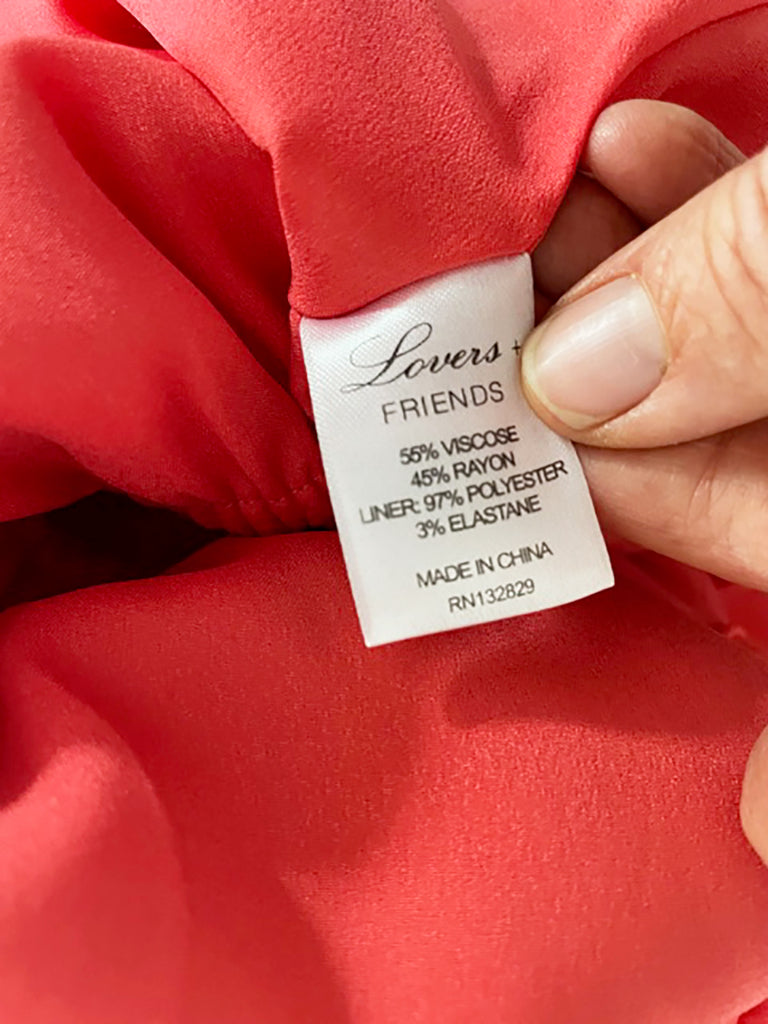 Lovers +
FRIENDS
55% VISCOSE
45% RAYON
LINER: 97% POLYESTER
3% ELASTANE
MADE IN CHINA
RN132829